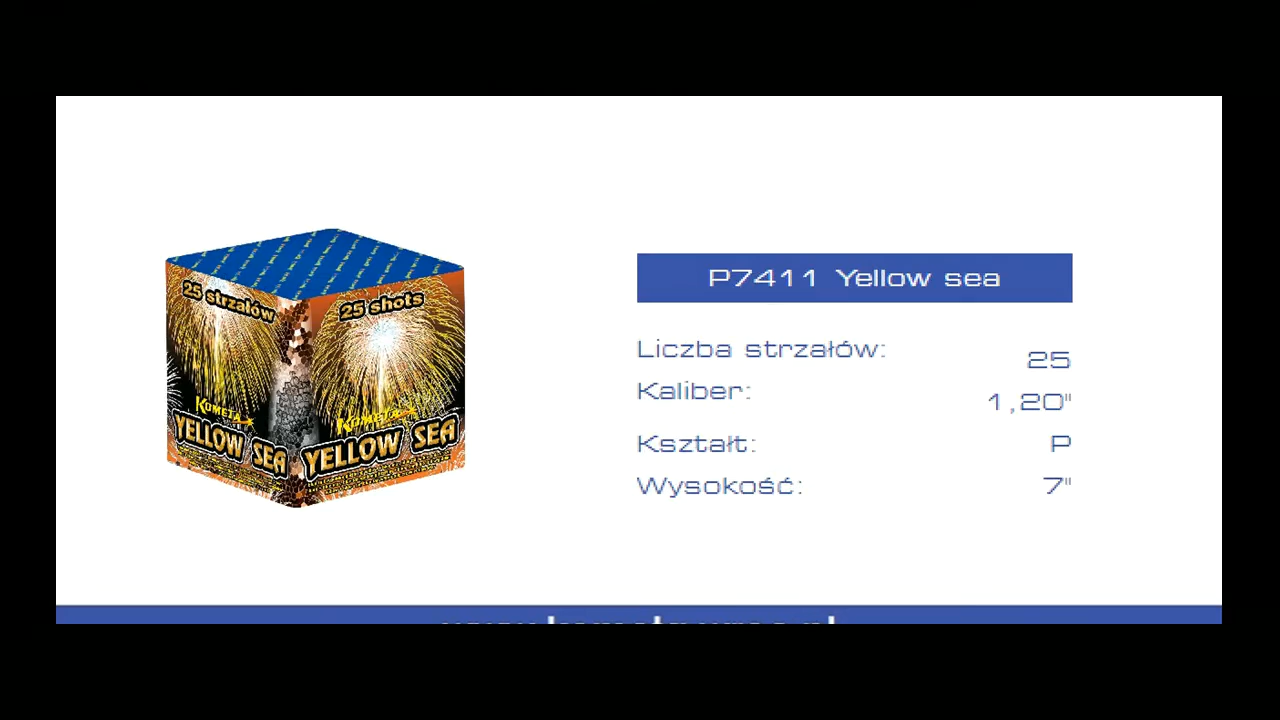 25 strzałów
25 shots
KOMETA
KOMETA
YELLOW SEA
YELLOW SEA
P7411 Yellow sea
Liczba strzałów: 25
Kaliber: 1,20"
Kształt: P
Wysokość: 7"